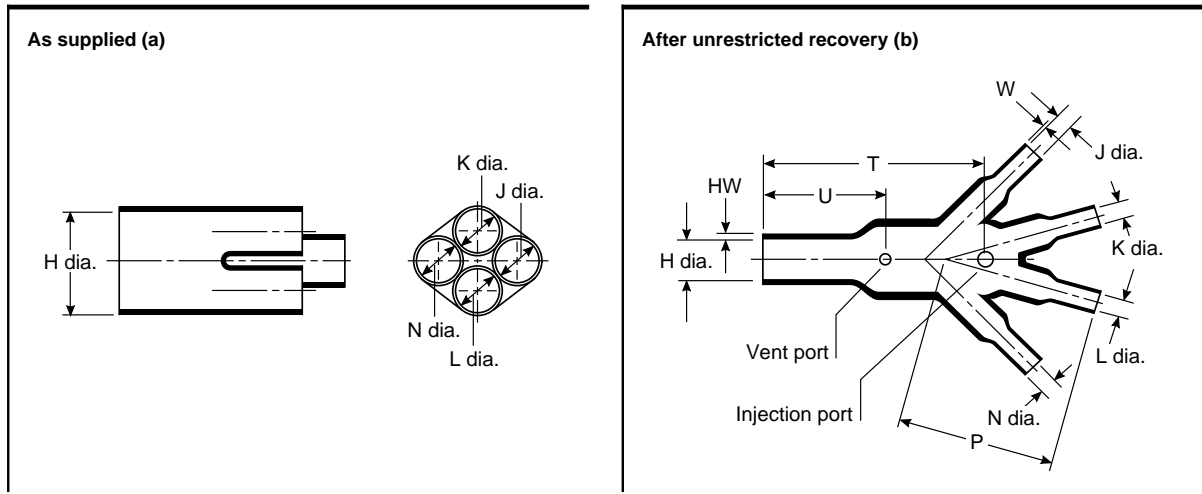 As supplied (a)
K dia.
J dia.
H dia.
N dia.
L dia.
After unrestricted recovery (b)
W
T
J dia.
HW
U
H dia.
K dia.
Vent port
L dia.
Injection port
N dia.
P